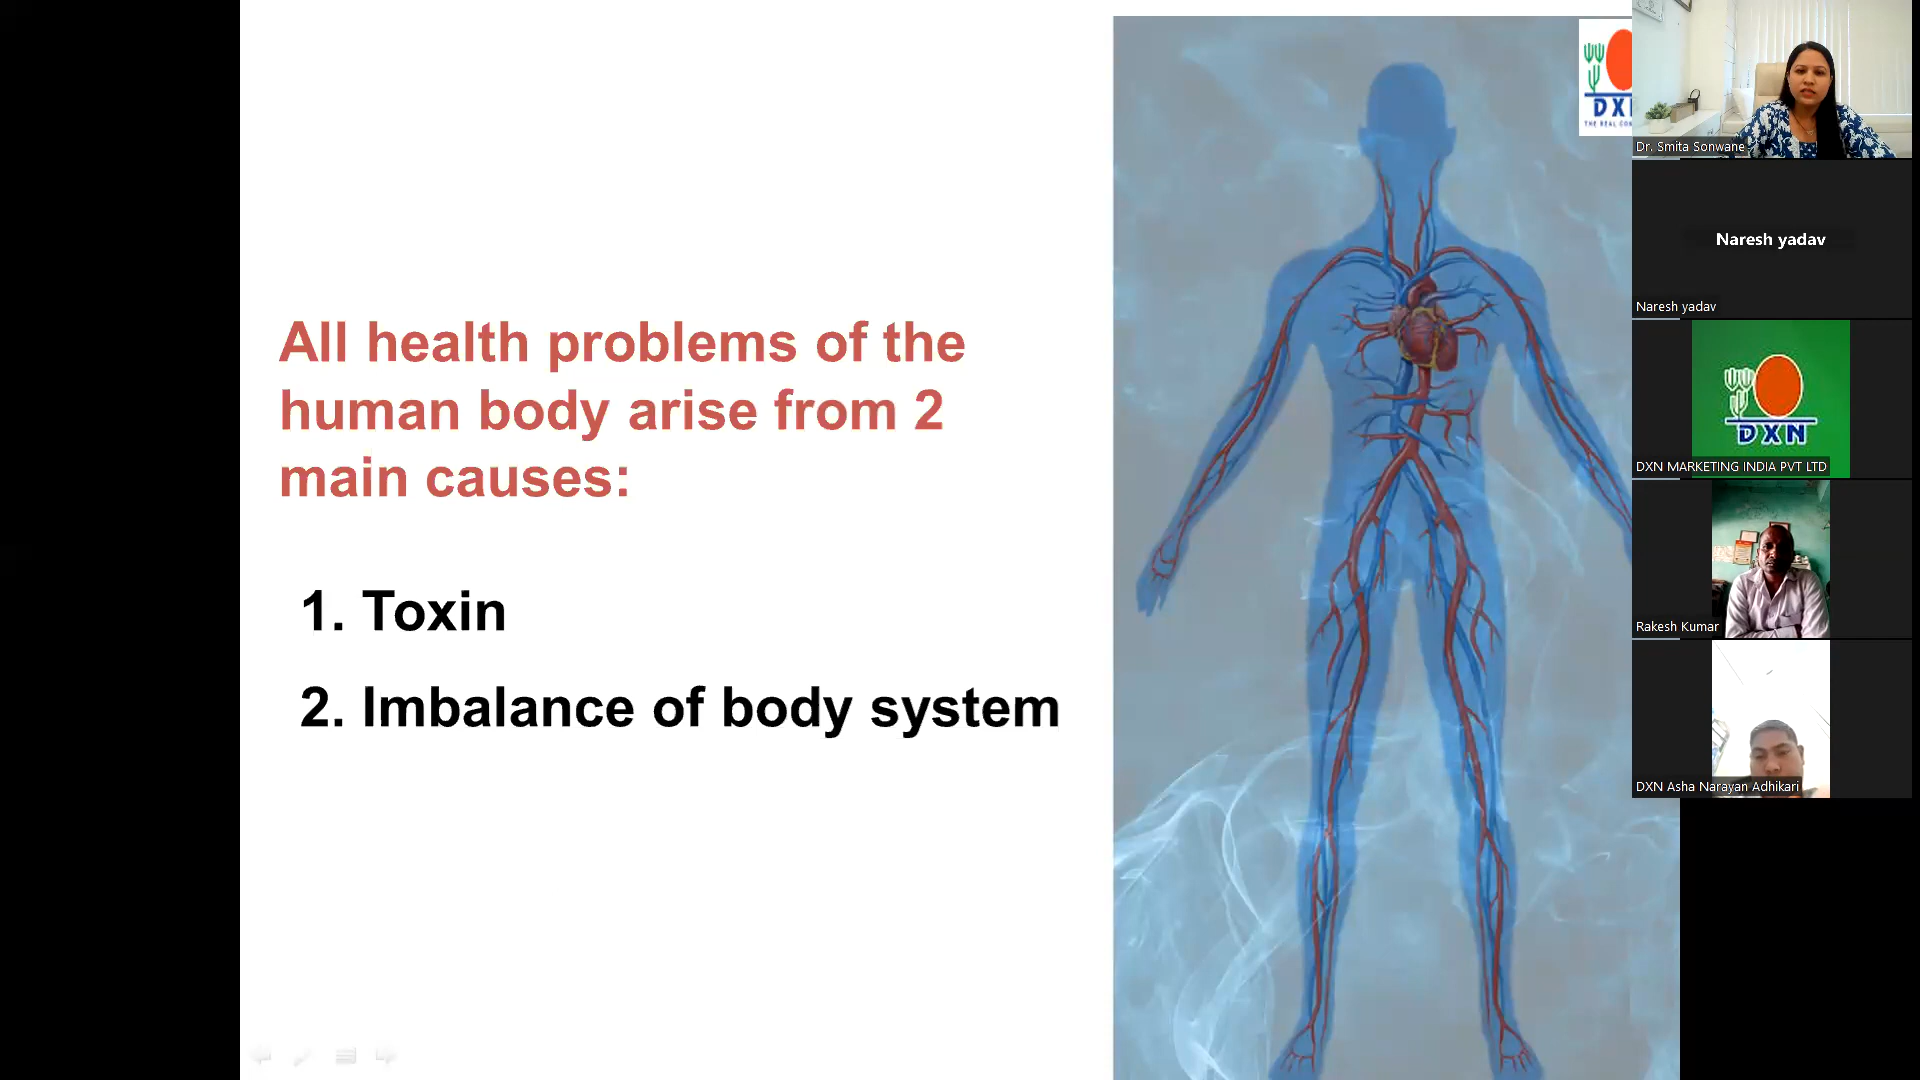 All health problems of the
human body arise from 2
main causes:
1. Toxin
2. Imbalance of body system
DX
Dr. Smita Sonwane
Naresh yadav
Naresh yadav
DXN
DXN MARKETING INDIA PVT LTD
Rakesh Kumar
DXN Asha Narayan Adhikari